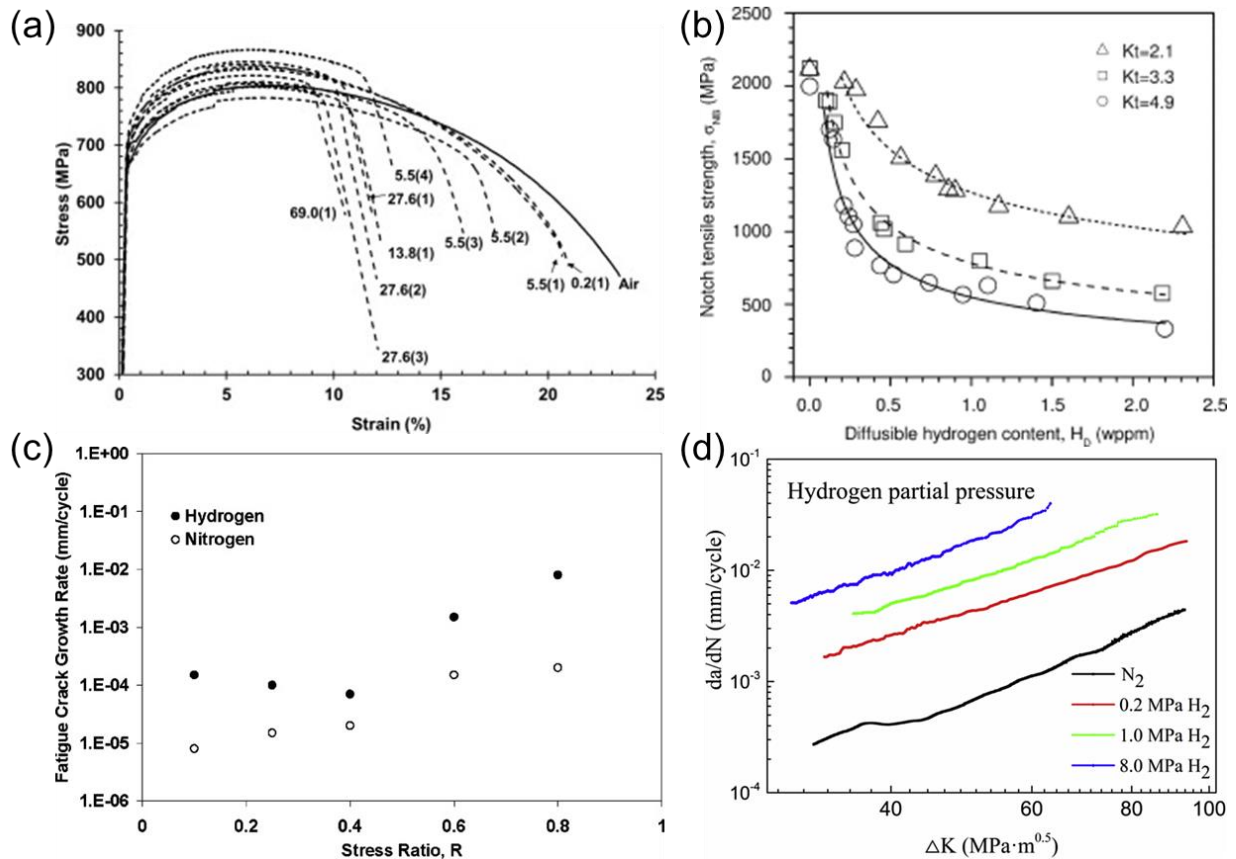 (a)
900
800
700
600
500
400
300
Stress (MPa)
0
5
10
15
20
25
Strain (%)
69.0(1)
5.5(4)
27.6(1)
13.8(1)
27.6(2)
27.6(3)
5.5(3)
5.5(2)
5.5(1)
0.2(1)
Air
(b)
2500
2000
1500
1000
500
0
Notch tensile strength, σNB (MPa)
Kt=2.1
Kt=3.3
Kt=4.9
0.0
0.5
1.0
1.5
2.0
2.5
Diffusible hydrogen content, HD (wppm)
(c)
1.E+00
1.E-01
1.E-02
1.E-03
1.E-04
1.E-05
1.E-06
Fatigue Crack Growth Rate (mm/cycle)
Hydrogen
Nitrogen
0
0.2
0.4
0.6
0.8
1
Stress Ratio, R
(d)
10-1
10-2
10-3
10-4
da/dN (mm/cycle)
Hydrogen partial pressure
N2
0.2 MPa H2
1.0 MPa H2
8.0 MPa H2
40
60
80
100
△K (MPa·m0.5)